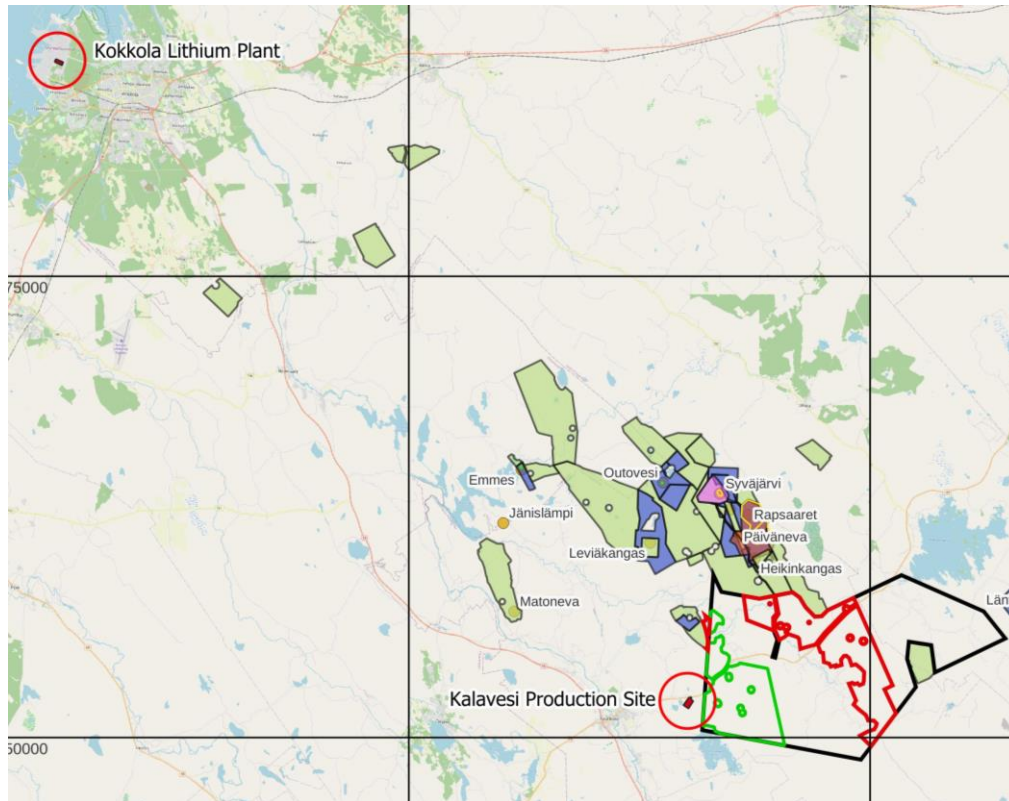 Kokkola Lithium Plant
75000
Outovesi
Syväjärvi
Emmes
Jänislämpi
Rapsaaret
Päiväneva
Leviäkangas
Heikinkangas
Matoneva
Län
Kalavesi Production Site
50000